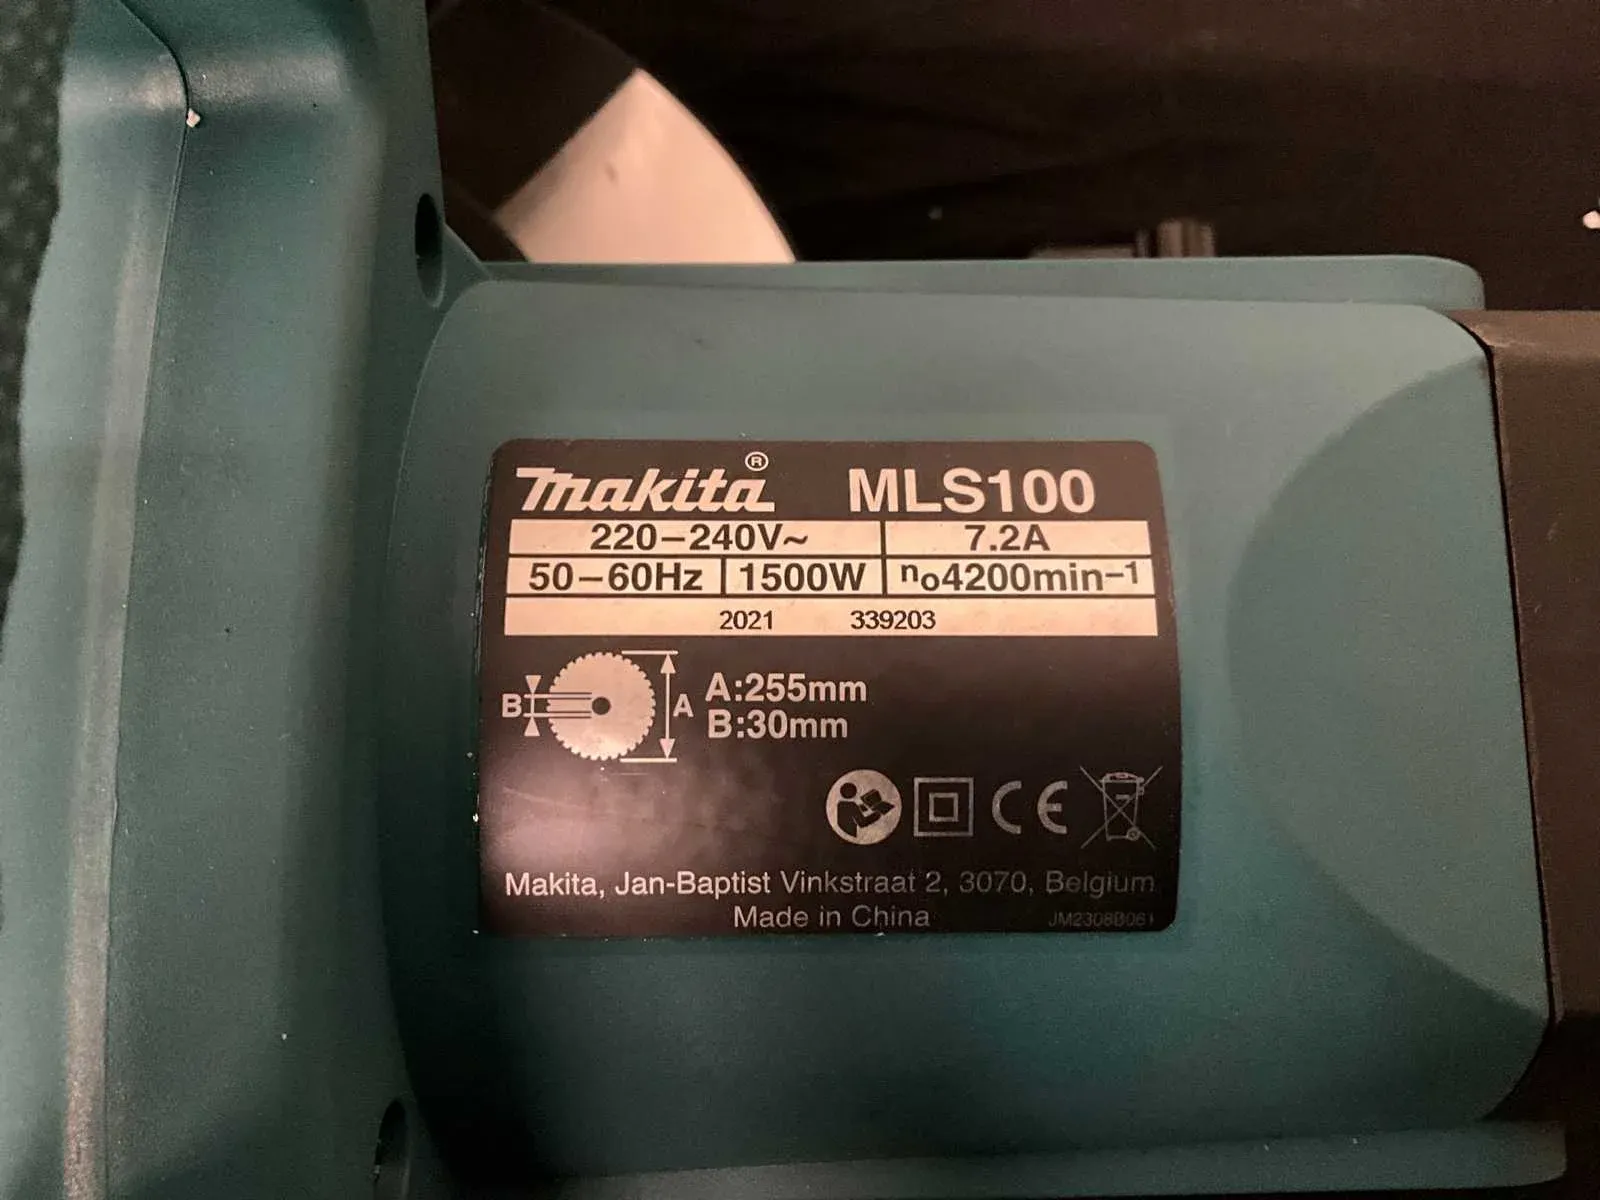 makita® MLS100
220–240V~ 7.2A
50–60Hz 1500W n₀4200min–1
2021 339203
B A A:255mm
B:30mm
CE
Makita, Jan-Baptist Vinkstraat 2, 3070, Belgium
Made in China JM2308B061